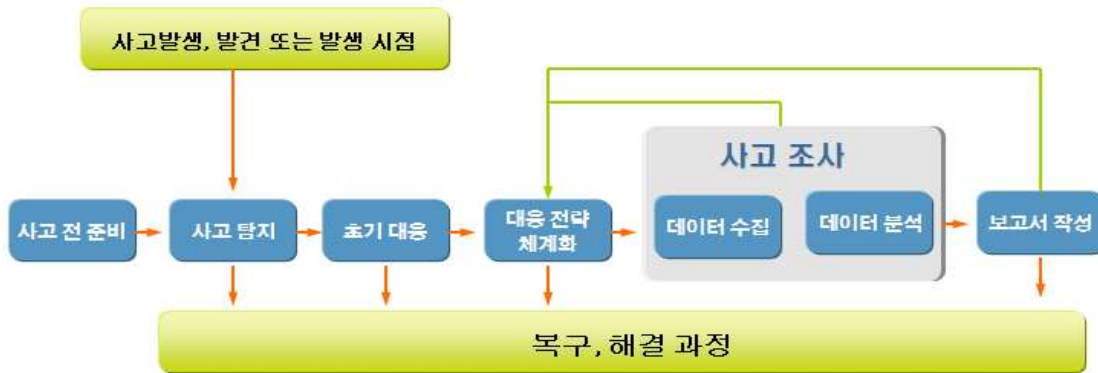 사고발생, 발견 또는 발생 시점
사고 조사
사고 전 준비
사고 탐지
초기 대응
대응 전략
체계화
데이터 수집
데이터 분석
보고서 작성
복구, 해결 과정